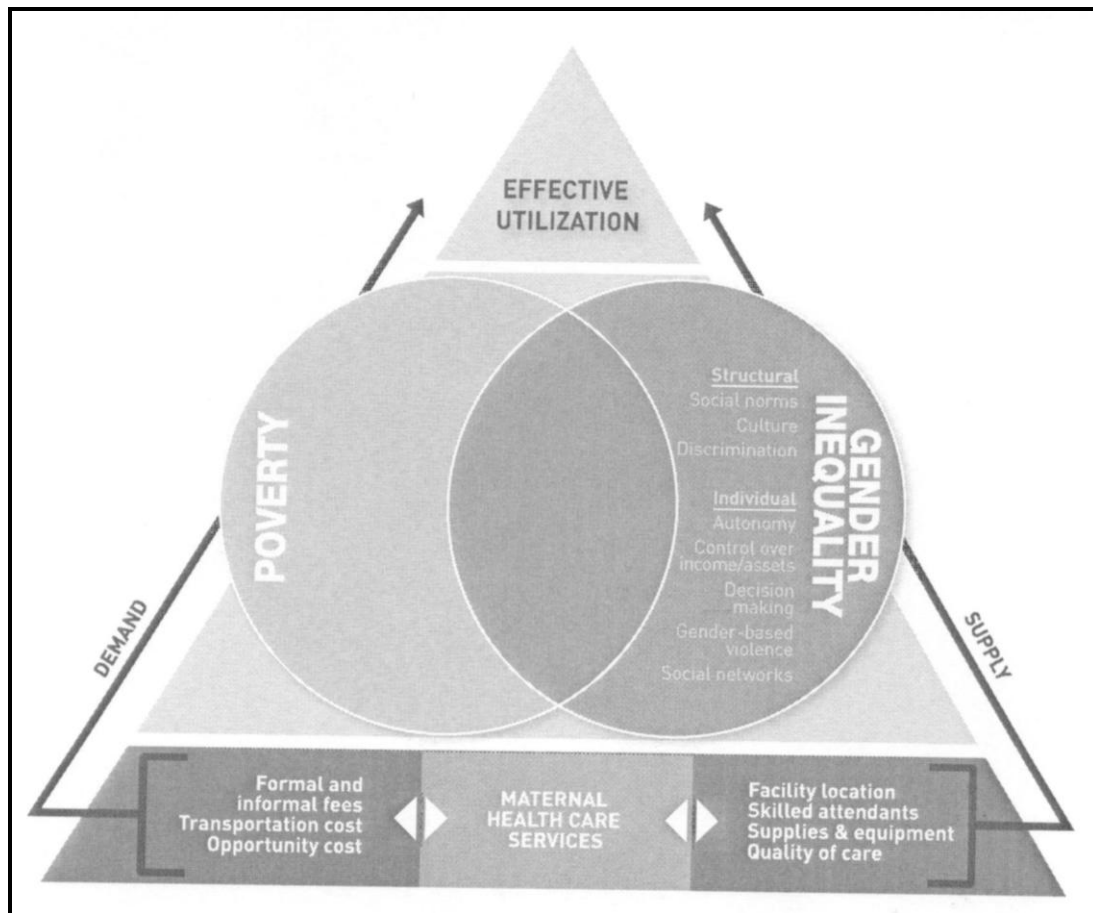 EFFECTIVE
UTILIZATION
POVERTY
Structural
Social norms
Culture
Discrimination
Individual
Autonomy
Control over
income/assets
Decision
making
Gender-based
violence
Social networks
GENDER
INEQUALITY
DEMAND
SUPPLY
Formal and
informal fees
Transportation cost
Opportunity cost
MATERNAL
HEALTH CARE
SERVICES
Facility location
Skilled attendants
Supplies & equipment
Quality of care